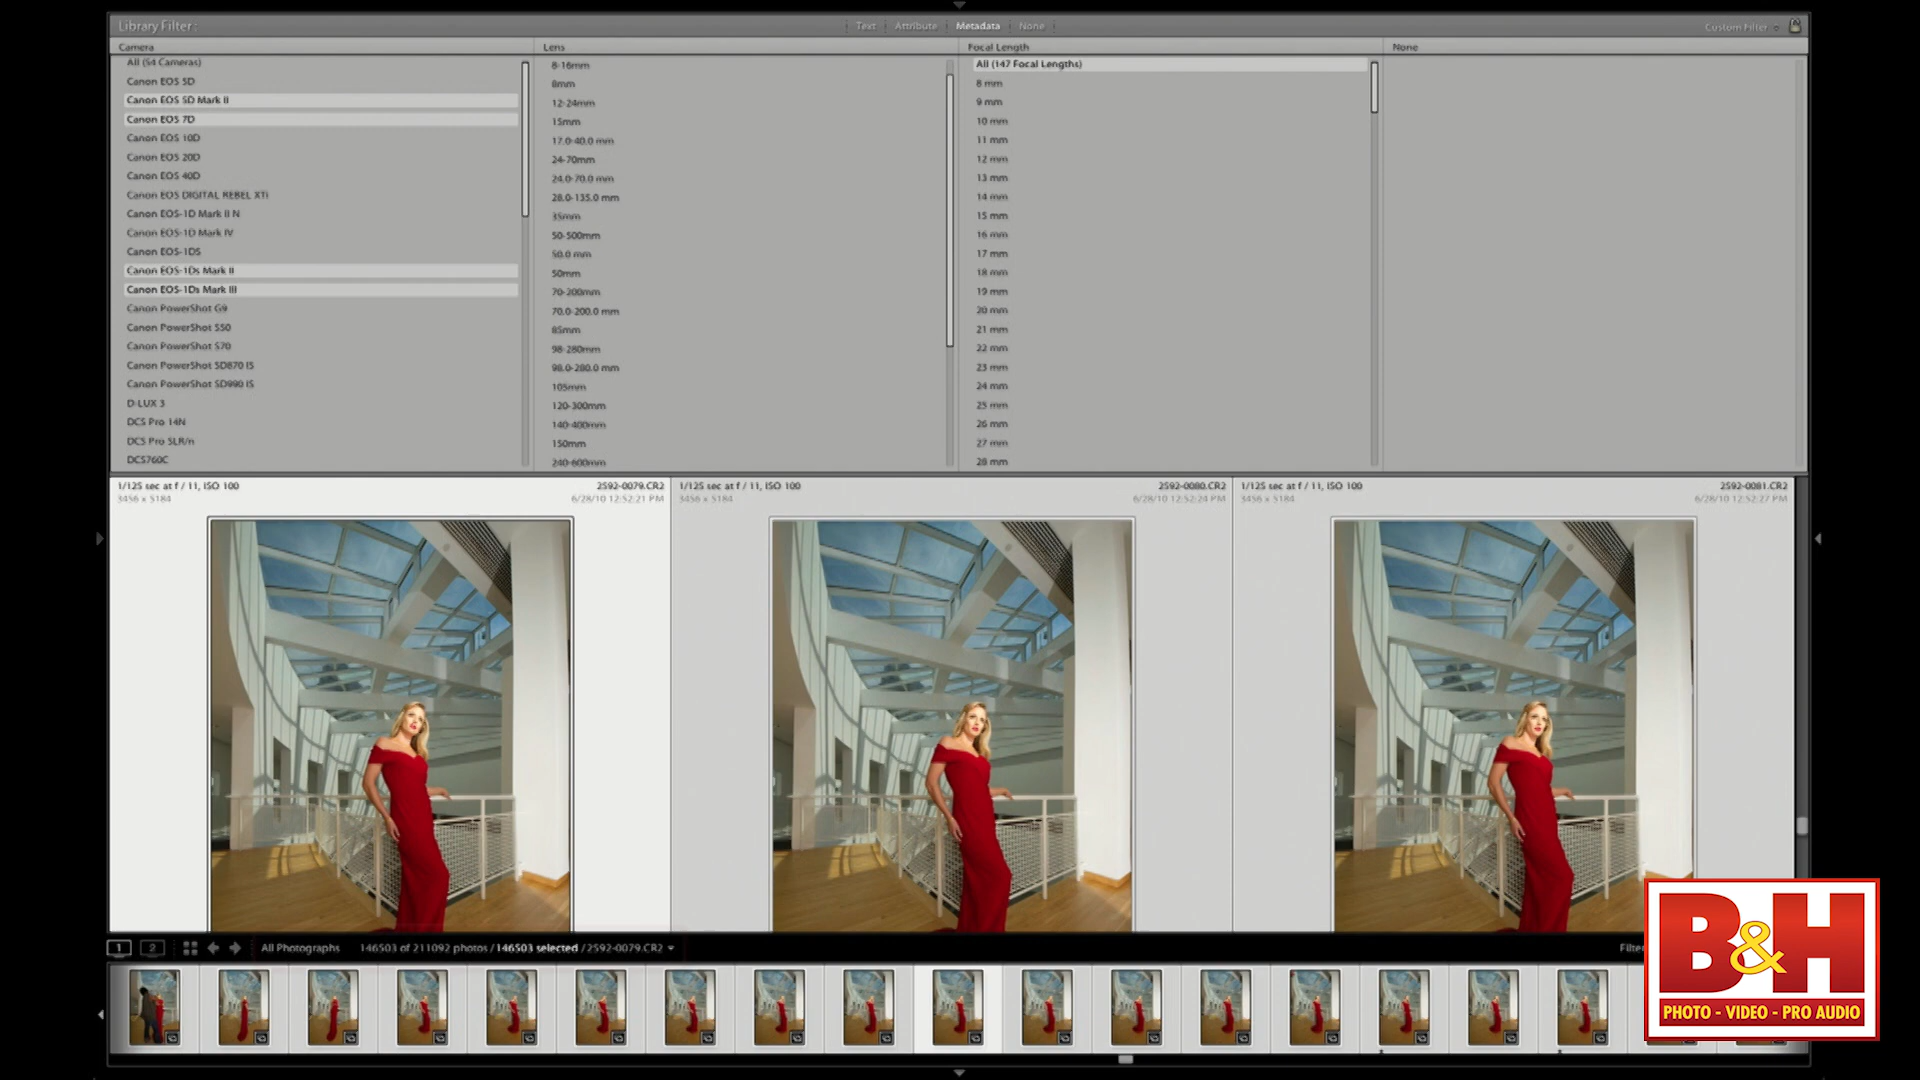 Library Filter:
Text
Attribute
Metadata
None
Custom Filter
Camera
Lens
Focal Length
None
All (54 Cameras)
Canon EOS 5D
Canon EOS 5D Mark II
Canon EOS 7D
Canon EOS 10D
Canon EOS 20D
Canon EOS 40D
Canon EOS DIGITAL REBEL XTi
Canon EOS-1D Mark II N
Canon EOS-1D Mark IV
Canon EOS-1DS
Canon EOS-1Ds Mark II
Canon EOS-1Ds Mark III
Canon PowerShot G9
Canon PowerShot S50
Canon PowerShot S70
Canon PowerShot SD870 IS
Canon PowerShot SD990 IS
D-LUX 3
DCS Pro 14N
DCS Pro SLR/n
DCS760C
8-16mm
8mm
12-24mm
15mm
17.0-40.0 mm
24-70mm
24.0-70.0 mm
28.0-135.0 mm
35mm
50-500mm
50.0 mm
50mm
70-200mm
70.0-200.0 mm
85mm
98-280mm
98.0-280.0 mm
105mm
120-300mm
140-400mm
150mm
240-600mm
All (147 Focal Lengths)
8 mm
9 mm
10 mm
11 mm
12 mm
13 mm
14 mm
15 mm
16 mm
17 mm
18 mm
19 mm
20 mm
21 mm
22 mm
23 mm
24 mm
25 mm
26 mm
27 mm
28 mm
1/125 sec at f / 11, ISO 100
2592-0079.CR2
3456 x 5184
6/28/10 12:52:21 PM
1/125 sec at f / 11, ISO 100
2592-0080.CR2
3456 x 5184
6/28/10 12:52:24 PM
1/125 sec at f / 11, ISO 100
2592-0081.CR2
3456 x 5184
6/28/10 12:52:27 PM
1
2
All Photographs
146503 of 211092 photos / 146503 selected / 2592-0079.CR2
Filte
B&H
PHOTO - VIDEO - PRO AUDIO